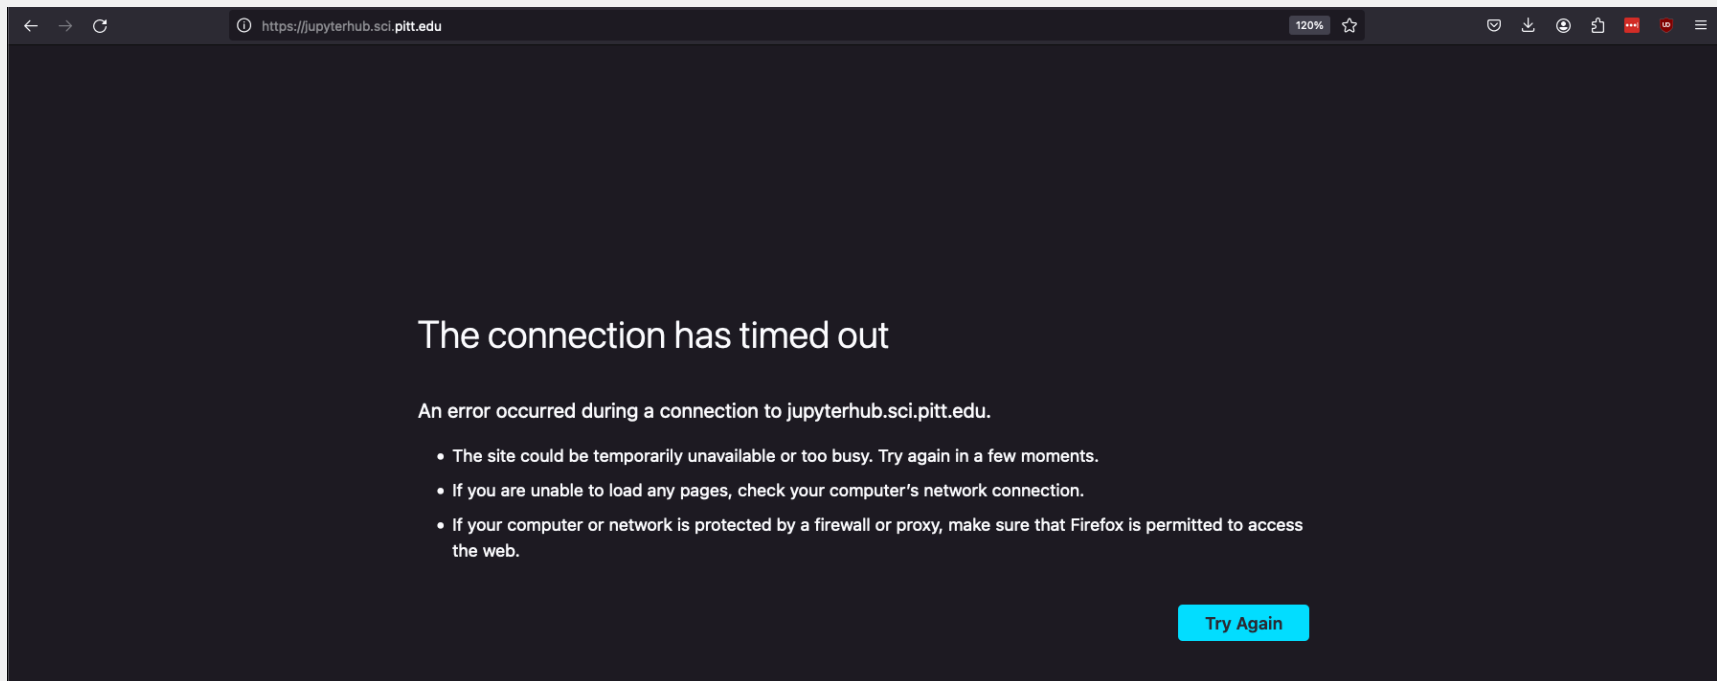 https://jupyterhub.sci.pitt.edu
120%
The connection has timed out
An error occurred during a connection to jupyterhub.sci.pitt.edu.
• The site could be temporarily unavailable or too busy. Try again in a few moments.
• If you are unable to load any pages, check your computer’s network connection.
• If your computer or network is protected by a firewall or proxy, make sure that Firefox is permitted to access
the web.
Try Again